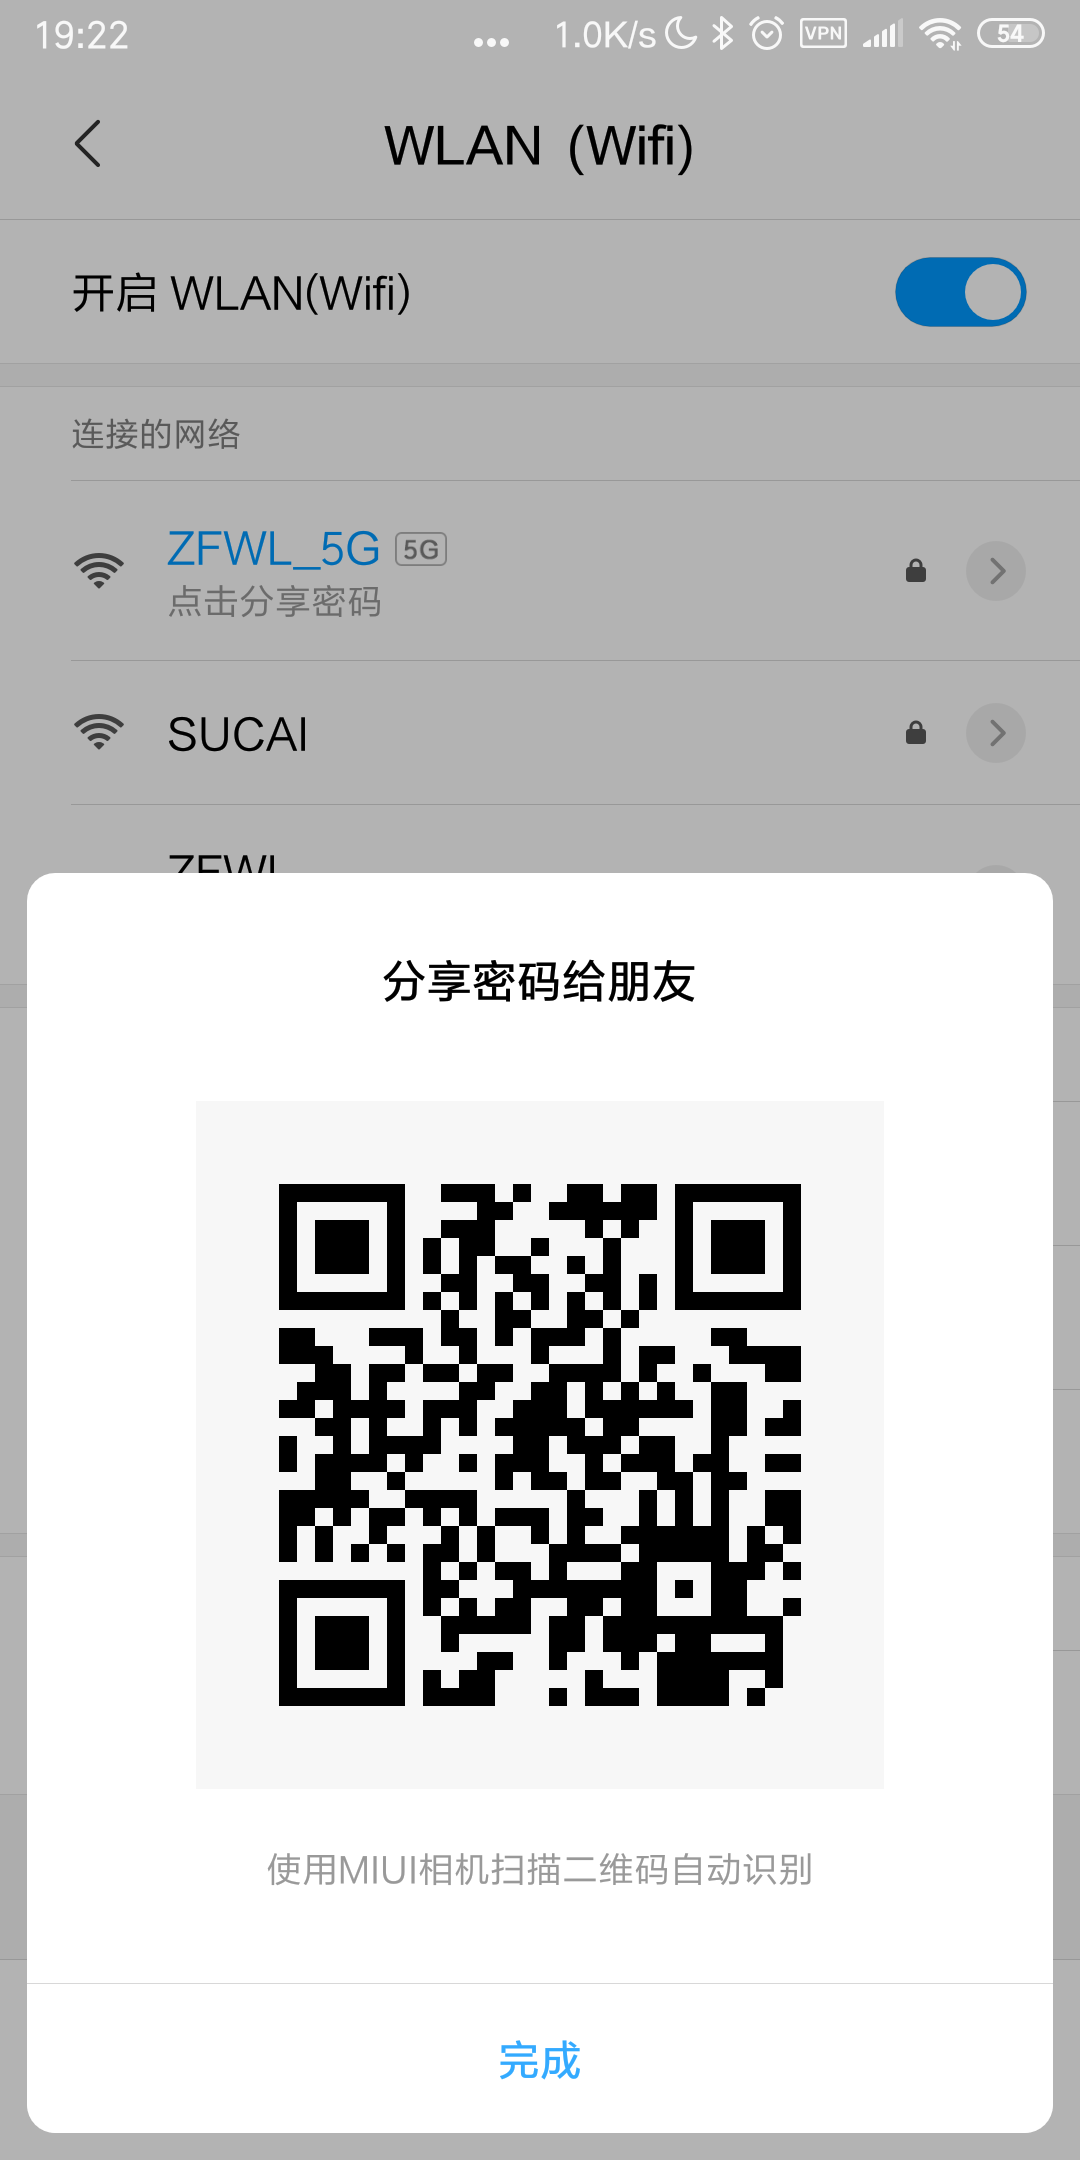 19:22
... 1.0K/s VPN 54
WLAN (Wifi)
开启 WLAN(Wifi)
连接的网络
ZFWL_5G 5G
点击分享密码
SUCAI
ZFWL
分享密码给朋友
使用MIUI相机扫描二维码自动识别
完成